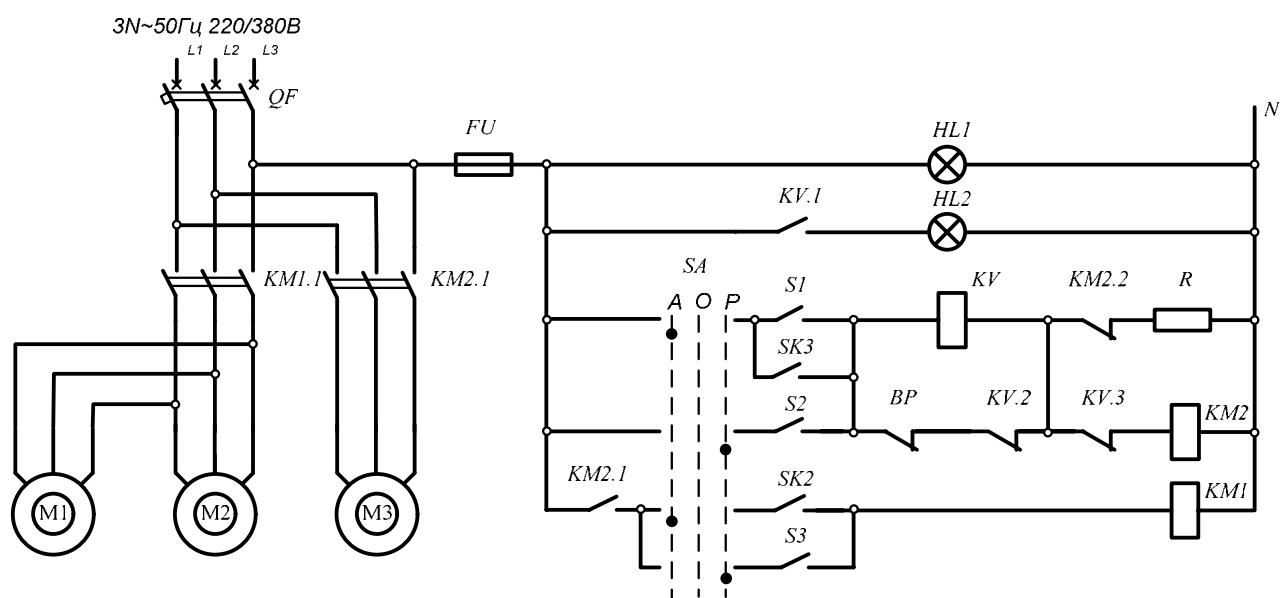 3N~50Гц 220/380В
L1 L2 L3
QF
N
FU
HL1
KV.1
HL2
KM1.1
KM2.1
SA
A O P
S1
KV
KM2.2
R
SK3
S2
BP
KV.2
KV.3
KM2
KM2.1
SK2
KM1
S3
M1
M2
M3